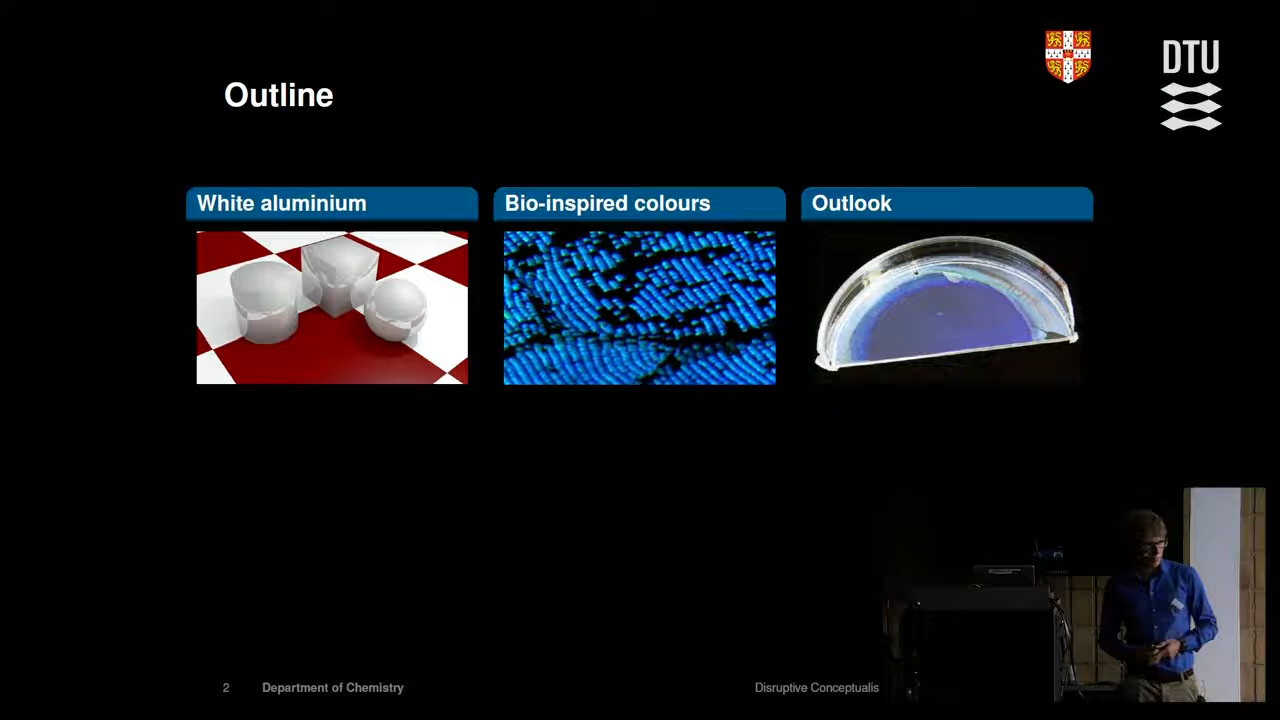 DTU
Outline
White aluminium
Bio-inspired colours
Outlook
2
Department of Chemistry
Disruptive Conceptualis